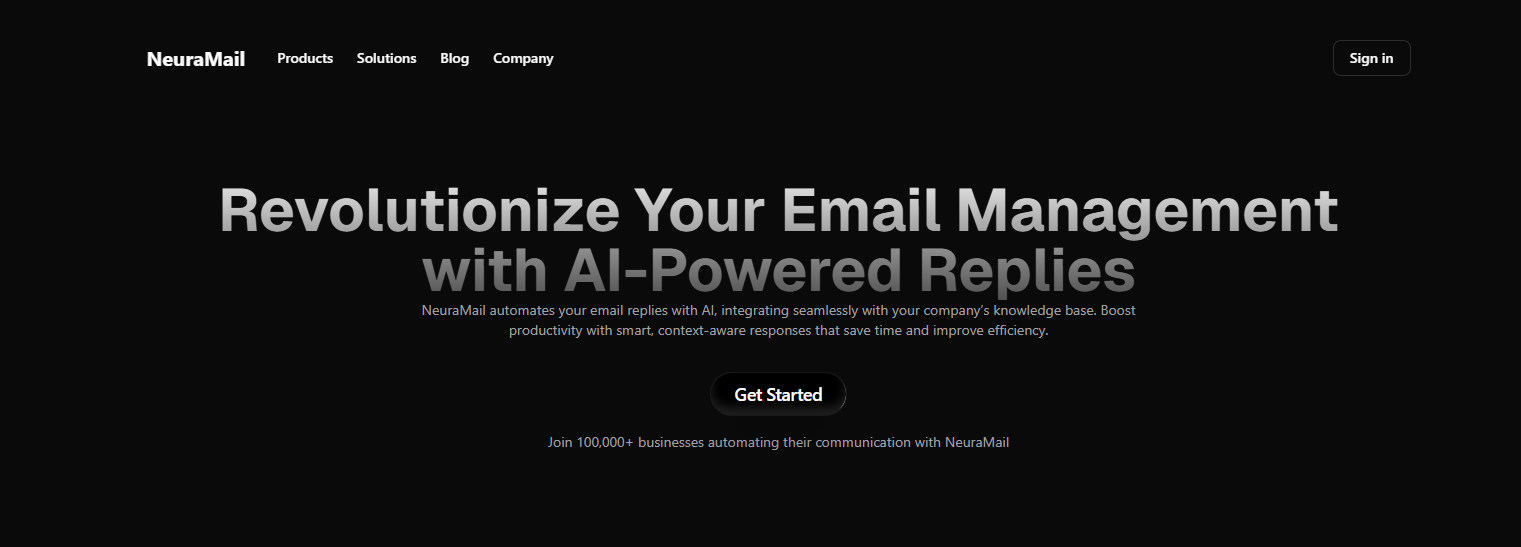 NeuraMail Products Solutions Blog Company Sign in
Revolutionize Your Email Management
with AI-Powered Replies
NeuraMail automates your email replies with AI, integrating seamlessly with your company’s knowledge base. Boost
productivity with smart, context-aware responses that save time and improve efficiency.
Get Started
Join 100,000+ businesses automating their communication with NeuraMail